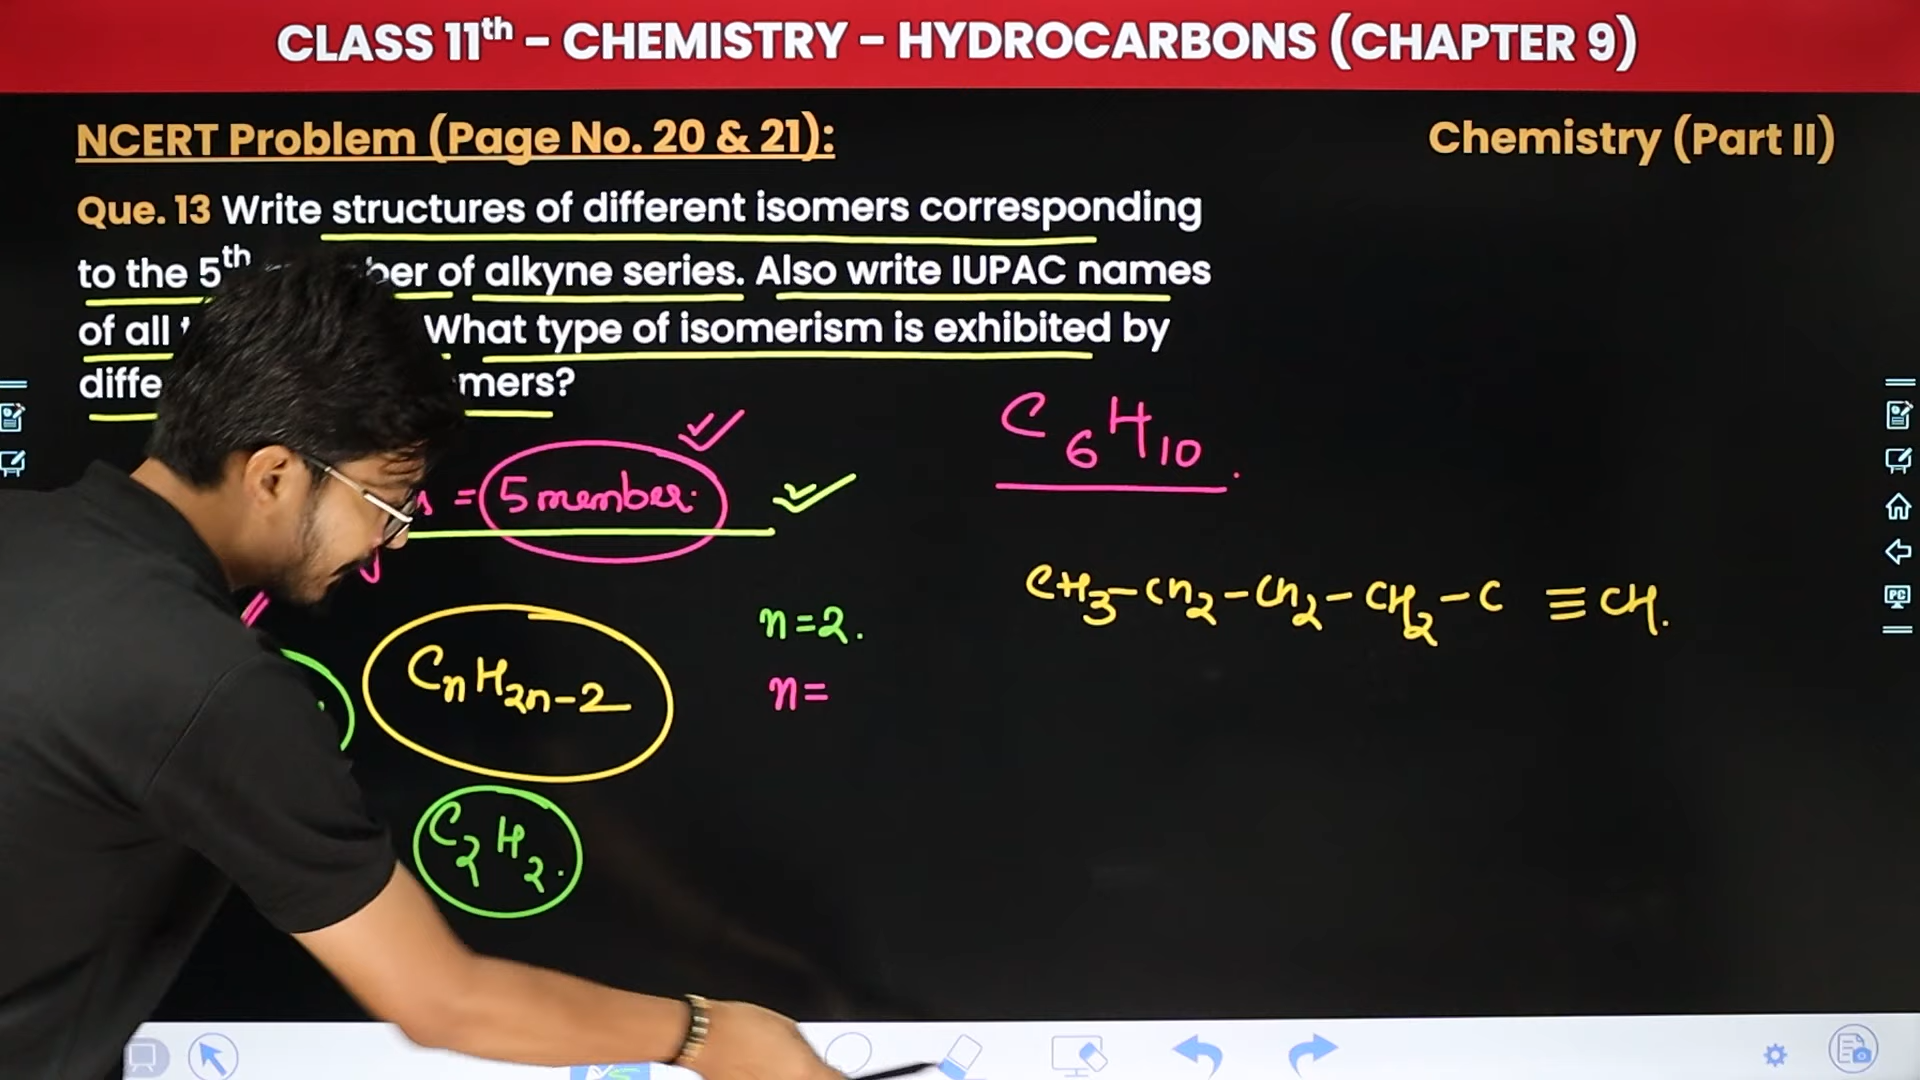 CLASS 11th - CHEMISTRY - HYDROCARBONS (CHAPTER 9)
NCERT Problem (Page No. 20 & 21):
Chemistry (Part II)
Que. 13 Write structures of different isomers corresponding
to the 5th ber of alkyne series. Also write IUPAC names
of all What type of isomerism is exhibited by
diffe mers?
C6H10.
= 5 member.
CH3-CH2-CH2-CH2-C ≡ CH.
n=2.
CnH2n-2
n=
C2H2.
PC